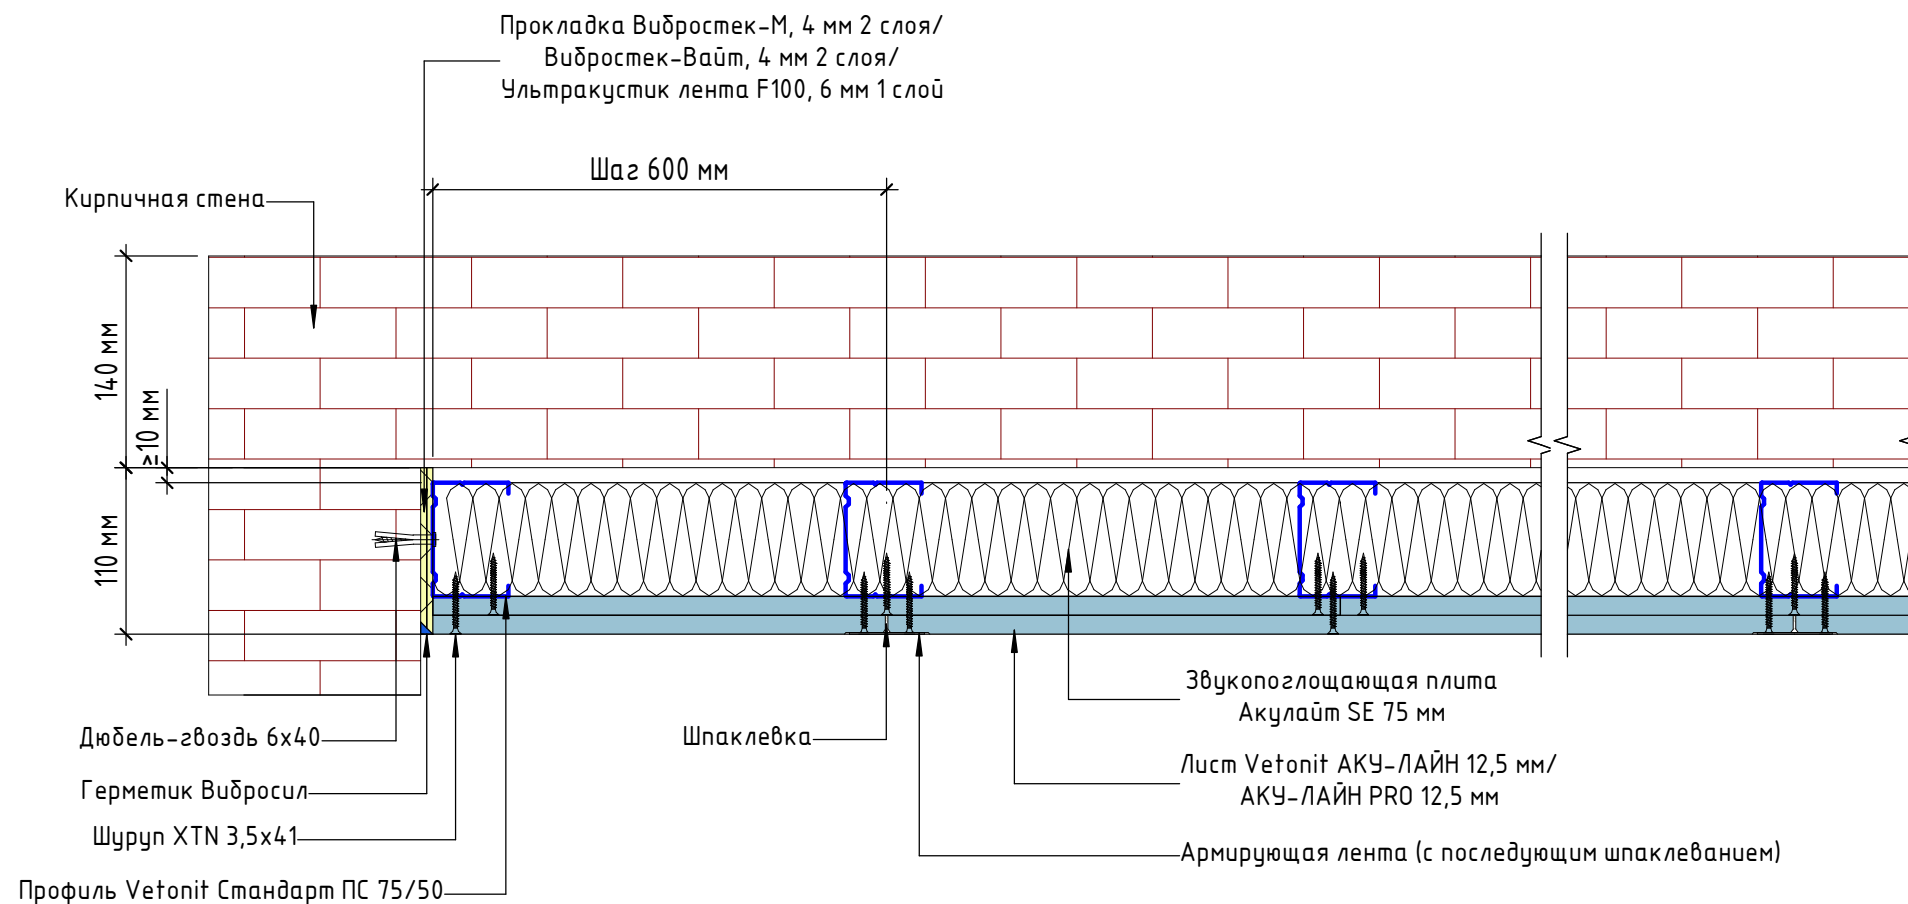 Прокладка Вибростек-М, 4 мм 2 слоя/
Вибростек-Вайт, 4 мм 2 слоя/
Ультракустик лента F100, 6 мм 1 слой
Шаг 600 мм
Кирпичная стена
140 мм
≥10 мм
110 мм
Звукопоглощающая плита
Акулайт SE 75 мм
Дюбель-гвоздь 6х40
Шпаклевка
Лист Vetonit АКУ-ЛАЙН 12,5 мм/
АКУ-ЛАЙН PRO 12,5 мм
Герметик Вибросил
Шуруп XTN 3,5х41
Армирующая лента (с последующим шпаклеванием)
Профиль Vetonit Стандарт ПС 75/50